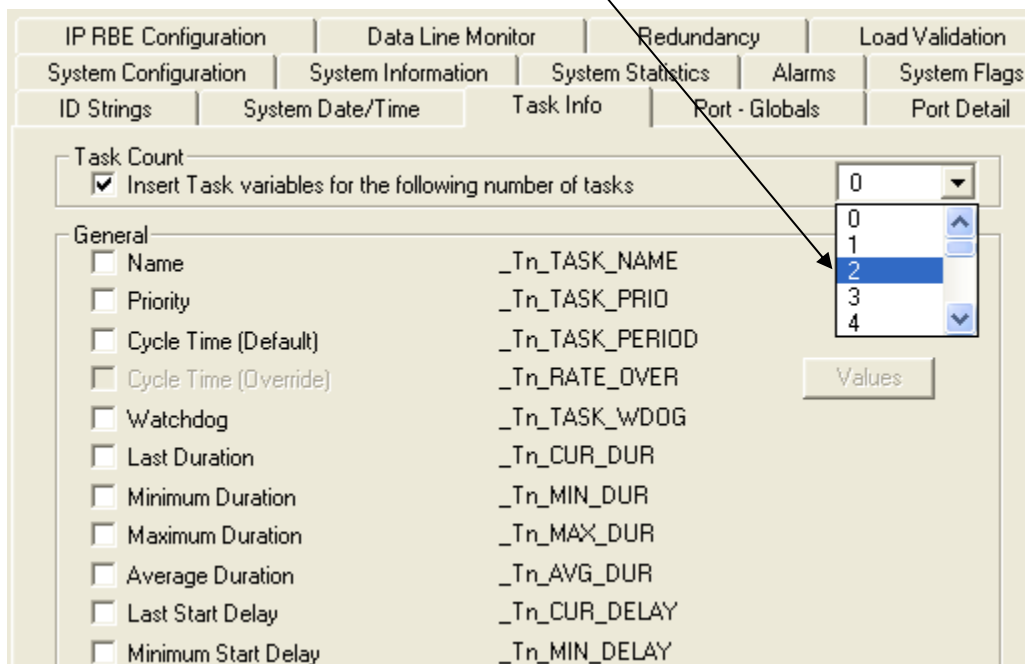 IP RBE Configuration Data Line Monitor Redundancy Load Validation
System Configuration System Information System Statistics Alarms System Flags
ID Strings System Date/Time Task Info Port - Globals Port Detail
Task Count
Insert Task variables for the following number of tasks 0
0
1
2
3
4
General
Name _Tn_TASK_NAME
Priority _Tn_TASK_PRIO
Cycle Time (Default) _Tn_TASK_PERIOD
Cycle Time (Override) _Tn_RATE_OVER Values
Watchdog _Tn_TASK_WDOG
Last Duration _Tn_CUR_DUR
Minimum Duration _Tn_MIN_DUR
Maximum Duration _Tn_MAX_DUR
Average Duration _Tn_AVG_DUR
Last Start Delay _Tn_CUR_DELAY
Minimum Start Delay _Tn_MIN_DELAY